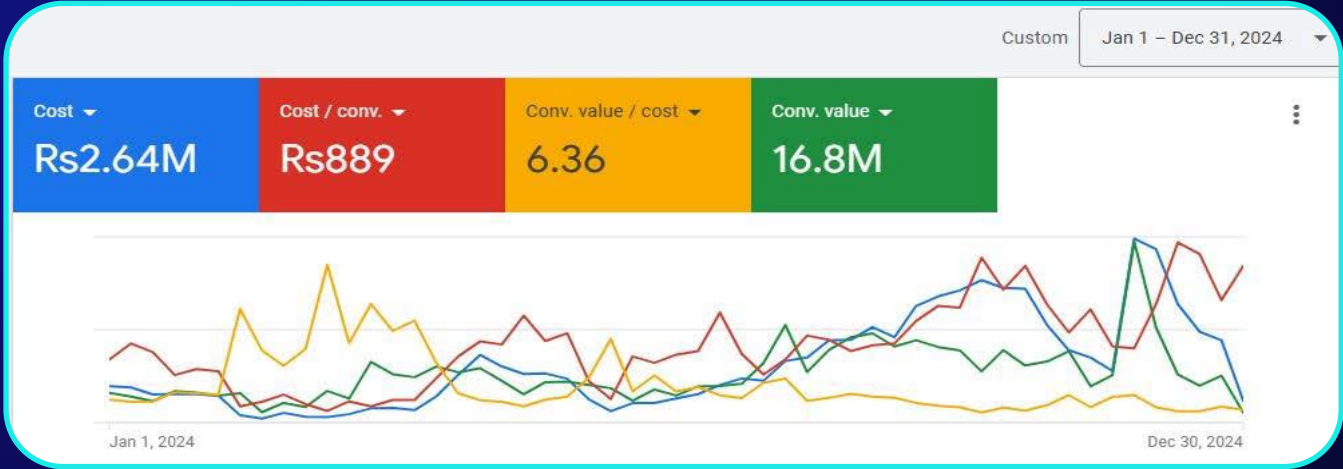 Custom Jan 1 – Dec 31, 2024
Cost Cost / conv. Conv. value / cost Conv. value
Rs2.64M Rs889 6.36 16.8M
Jan 1, 2024 Dec 30, 2024